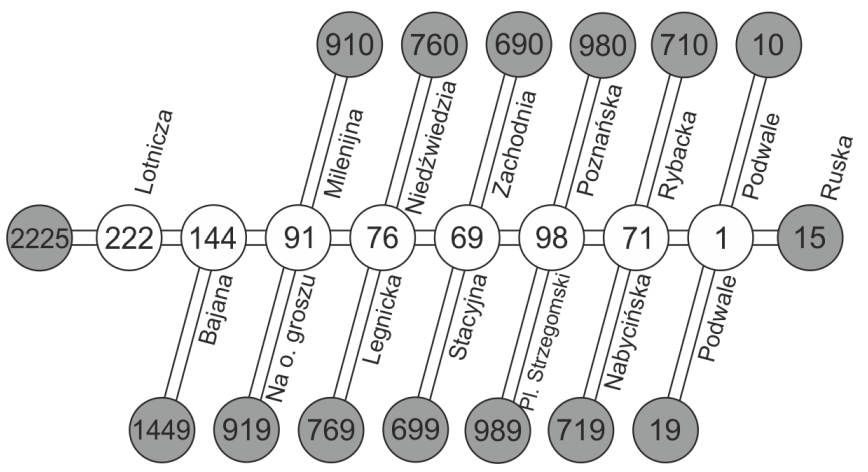 910 760 690 980 710 10
Lotnicza
Milenijna
Niedźwiedzia
Zachodnia
Poznańska
Rybacka
Podwale
Ruska
2225 222 144 91 76 69 98 71 1 15
Bajana
Na o. groszu
Legnicka
Stacyjna
Pl. Strzegomski
Nabycińska
Podwale
1449 919 769 699 989 719 19